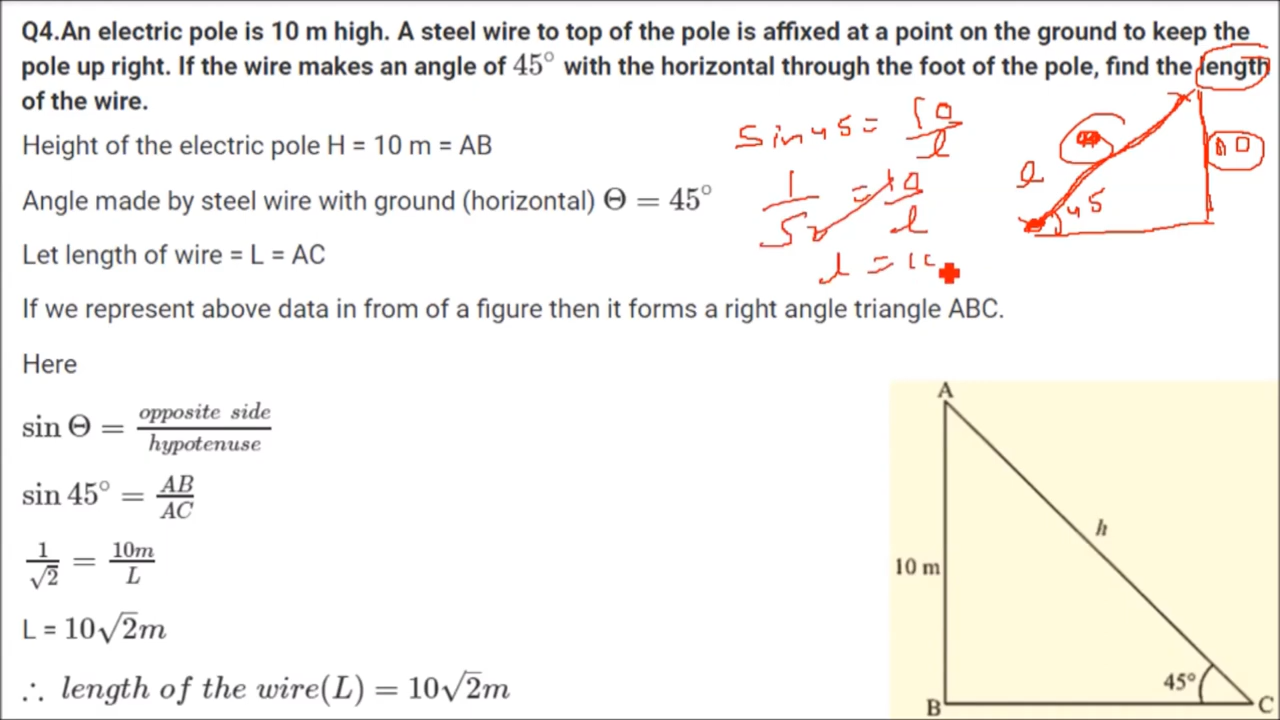 Q4.An electric pole is 10 m high. A steel wire to top of the pole is affixed at a point on the ground to keep the
pole up right. If the wire makes an angle of 45° with the horizontal through the foot of the pole, find the length
of the wire.
Height of the electric pole H = 10 m = AB
Angle made by steel wire with ground (horizontal) Θ = 45°
Let length of wire = L = AC
If we represent above data in from of a figure then it forms a right angle triangle ABC.
Here
sin Θ = opposite side / hypotenuse
sin 45° = AB / AC
1 / √2 = 10m / L
L = 10√2m
∴ length of the wire(L) = 10√2m
sin 45 = 10 / l
1 / √2 = 10 / l
l = 10
l
45
10
A
h
10 m
45°
B
C